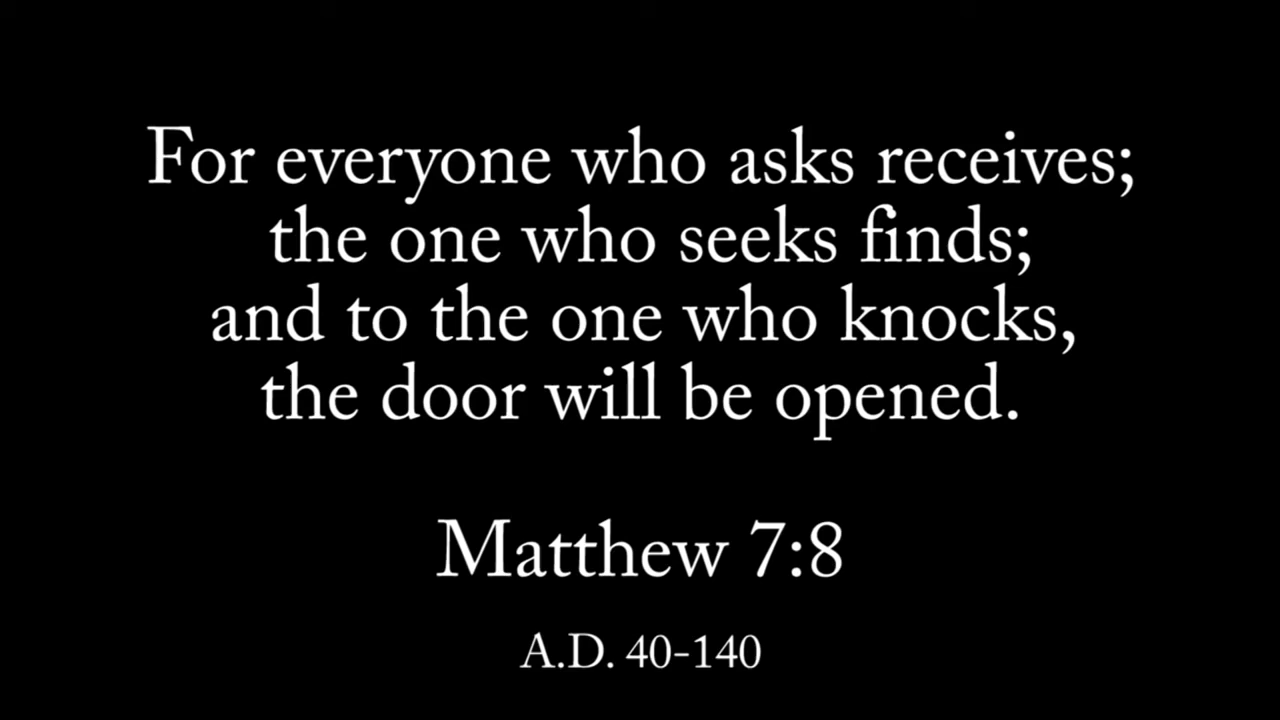 For everyone who asks receives;
the one who seeks finds;
and to the one who knocks,
the door will be opened.
Matthew 7:8
A.D. 40-140